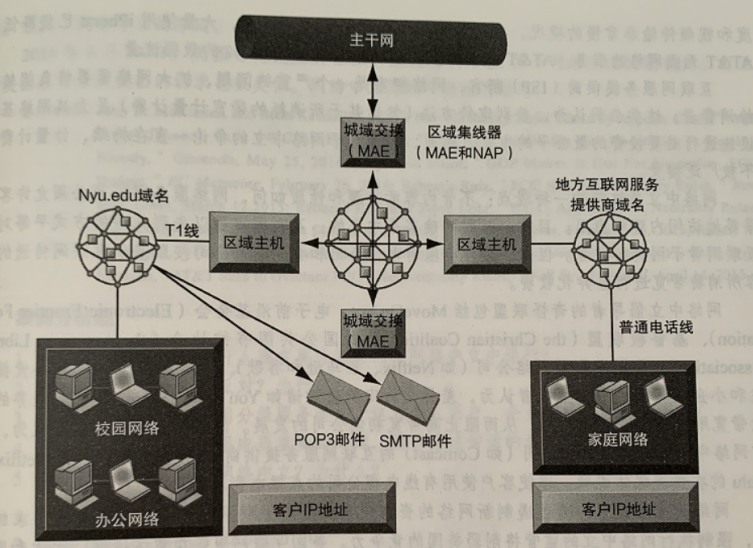 主干网
城域交换
（MAE）
区域集线器
（MAE和NAP）
Nyu.edu域名
T1线
区域主机
区域主机
地方互联网服务
提供商域名
城域交换
（MAE）
普通电话线
校园网络
办公网络
POP3邮件
SMTP邮件
家庭网络
客户IP地址
客户IP地址